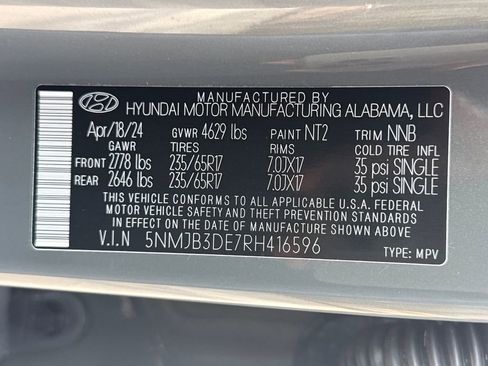 MANUFACTURED BY
HYUNDAI MOTOR MANUFACTURING ALABAMA, LLC
Apr/18/24 GVWR 4629 lbs PAINT NT2 TRIM NNB
GAWR TIRES RIMS COLD TIRE INFL
FRONT 2778 lbs 235/65R17 7.0JX17 35 psi SINGLE
REAR 2646 lbs 235/65R17 7.0JX17 35 psi SINGLE
THIS VEHICLE CONFORMS TO ALL APPLICABLE U.S.A. FEDERAL
MOTOR VEHICLE SAFETY AND THEFT PREVENTION STANDARDS
IN EFFECT ON THE DATE OF MANUFACTURE SHOWN ABOVE.
V.I.N 5NMJB3DE7RH416596 TYPE: MPV